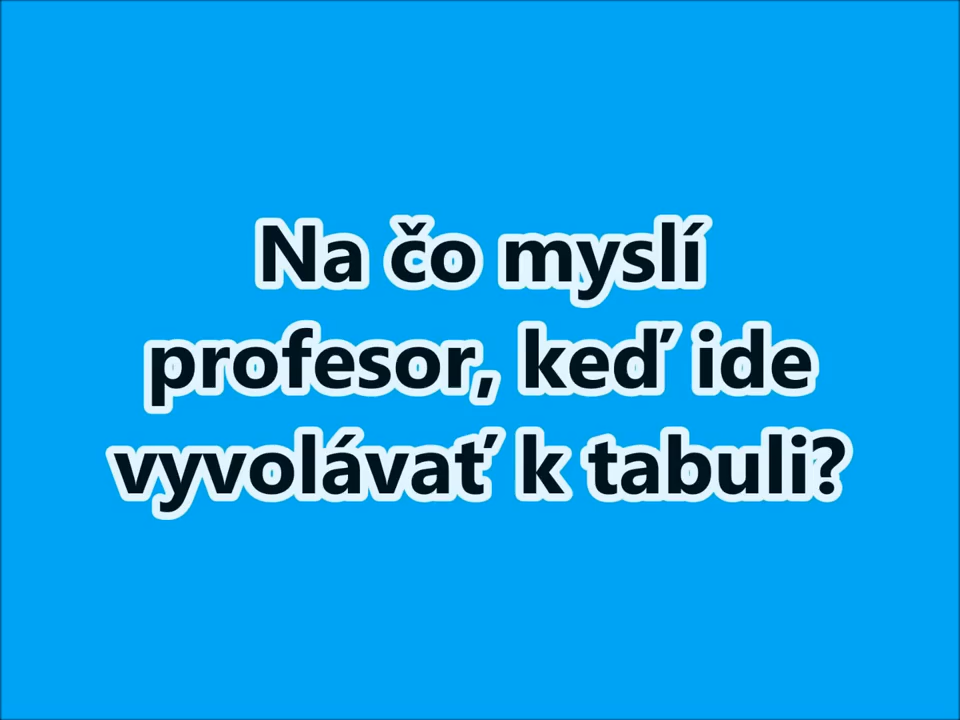 Na čo myslí
profesor, keď ide
vyvolávať k tabuli?